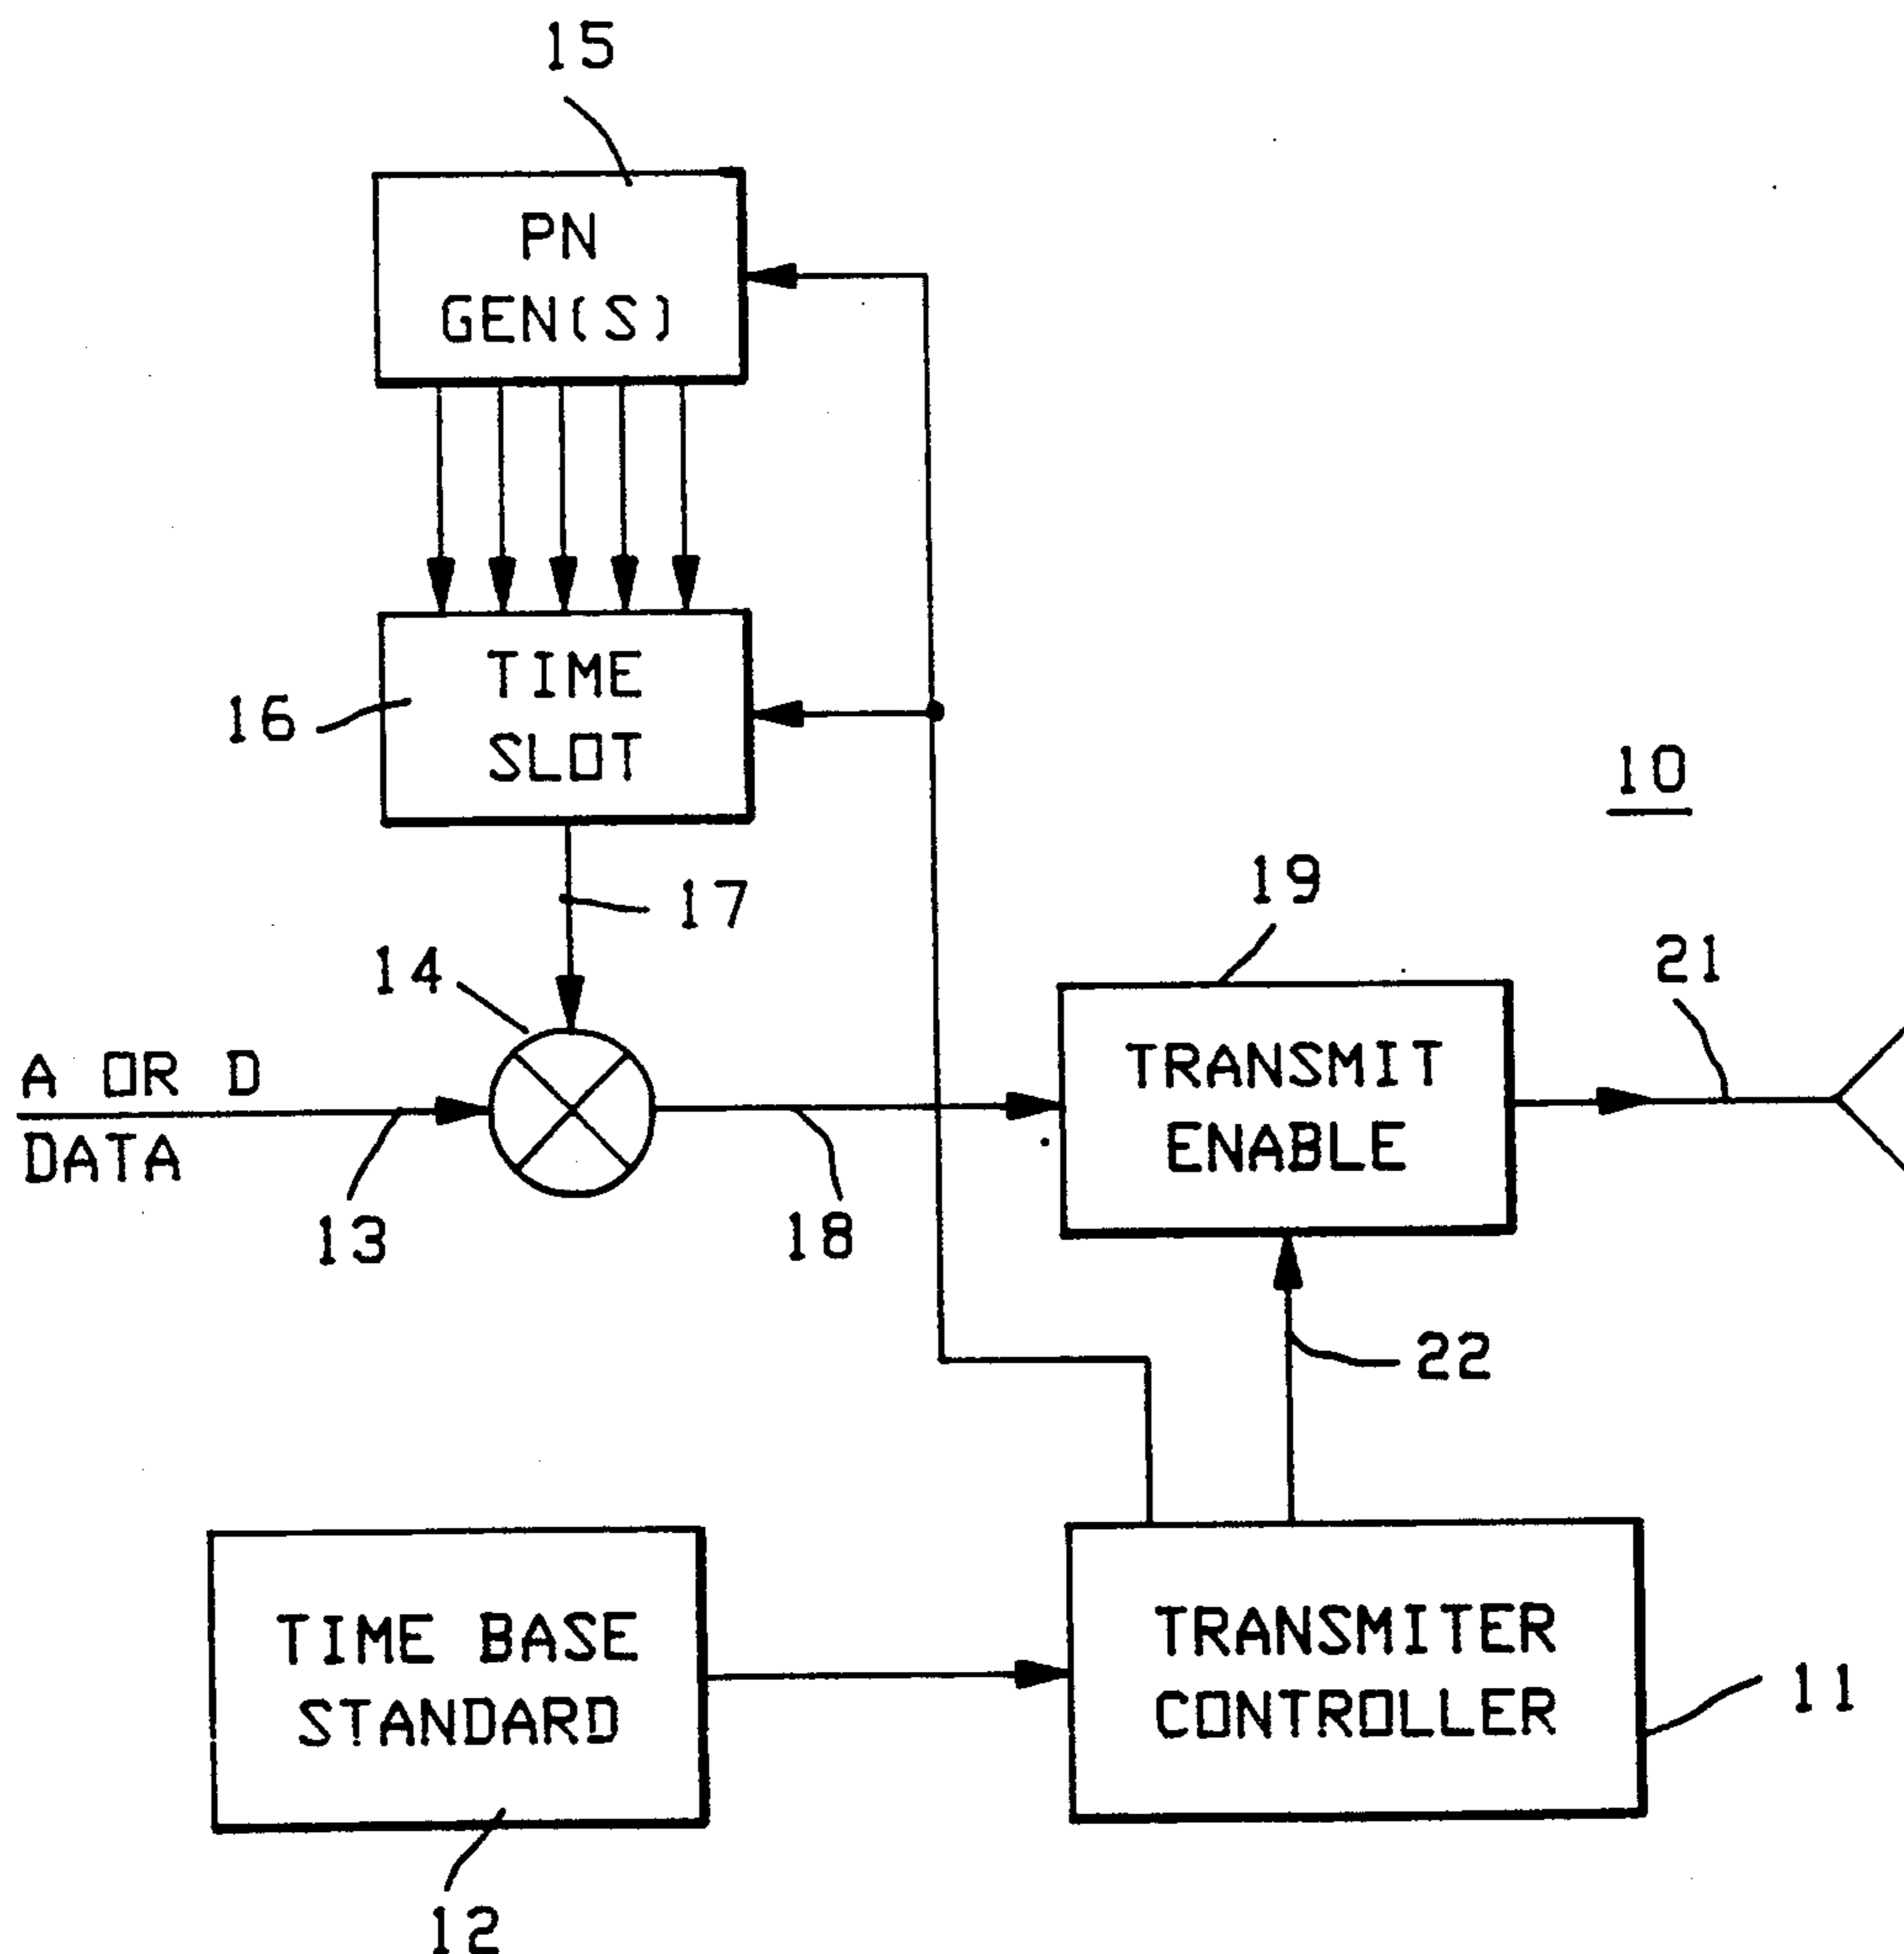 15
PN
GEN(S)
TIME
SLOT
16
10
17
19
14
21
A OR D
DATA
TRANSMIT
ENABLE
13
18
22
TIME BASE
STANDARD
TRANSMITER
CONTROLLER
11
12